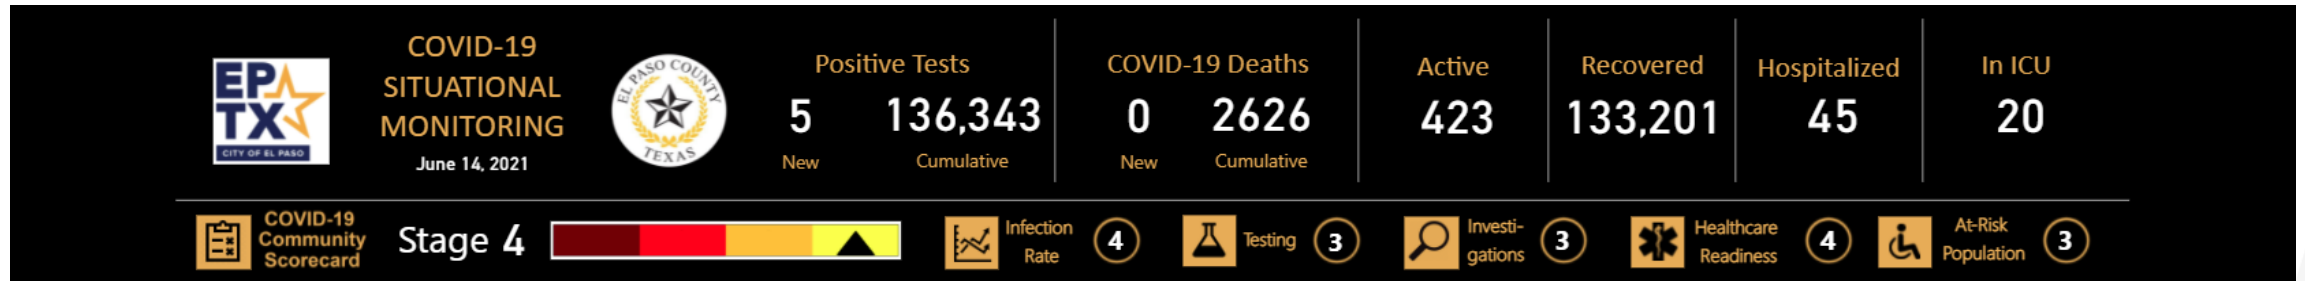 EP
TX
CITY OF EL PASO
COVID-19
SITUATIONAL
MONITORING
June 14, 2021
EL PASO COUNTY
TEXAS
Positive Tests
5 136,343
New Cumulative
COVID-19 Deaths
0 2626
New Cumulative
Active
423
Recovered
133,201
Hospitalized
45
In ICU
20
COVID-19
Community
Scorecard
Stage 4
Infection
Rate
4
Testing
3
Investi-
gations
3
Healthcare
Readiness
4
At-Risk
Population
3